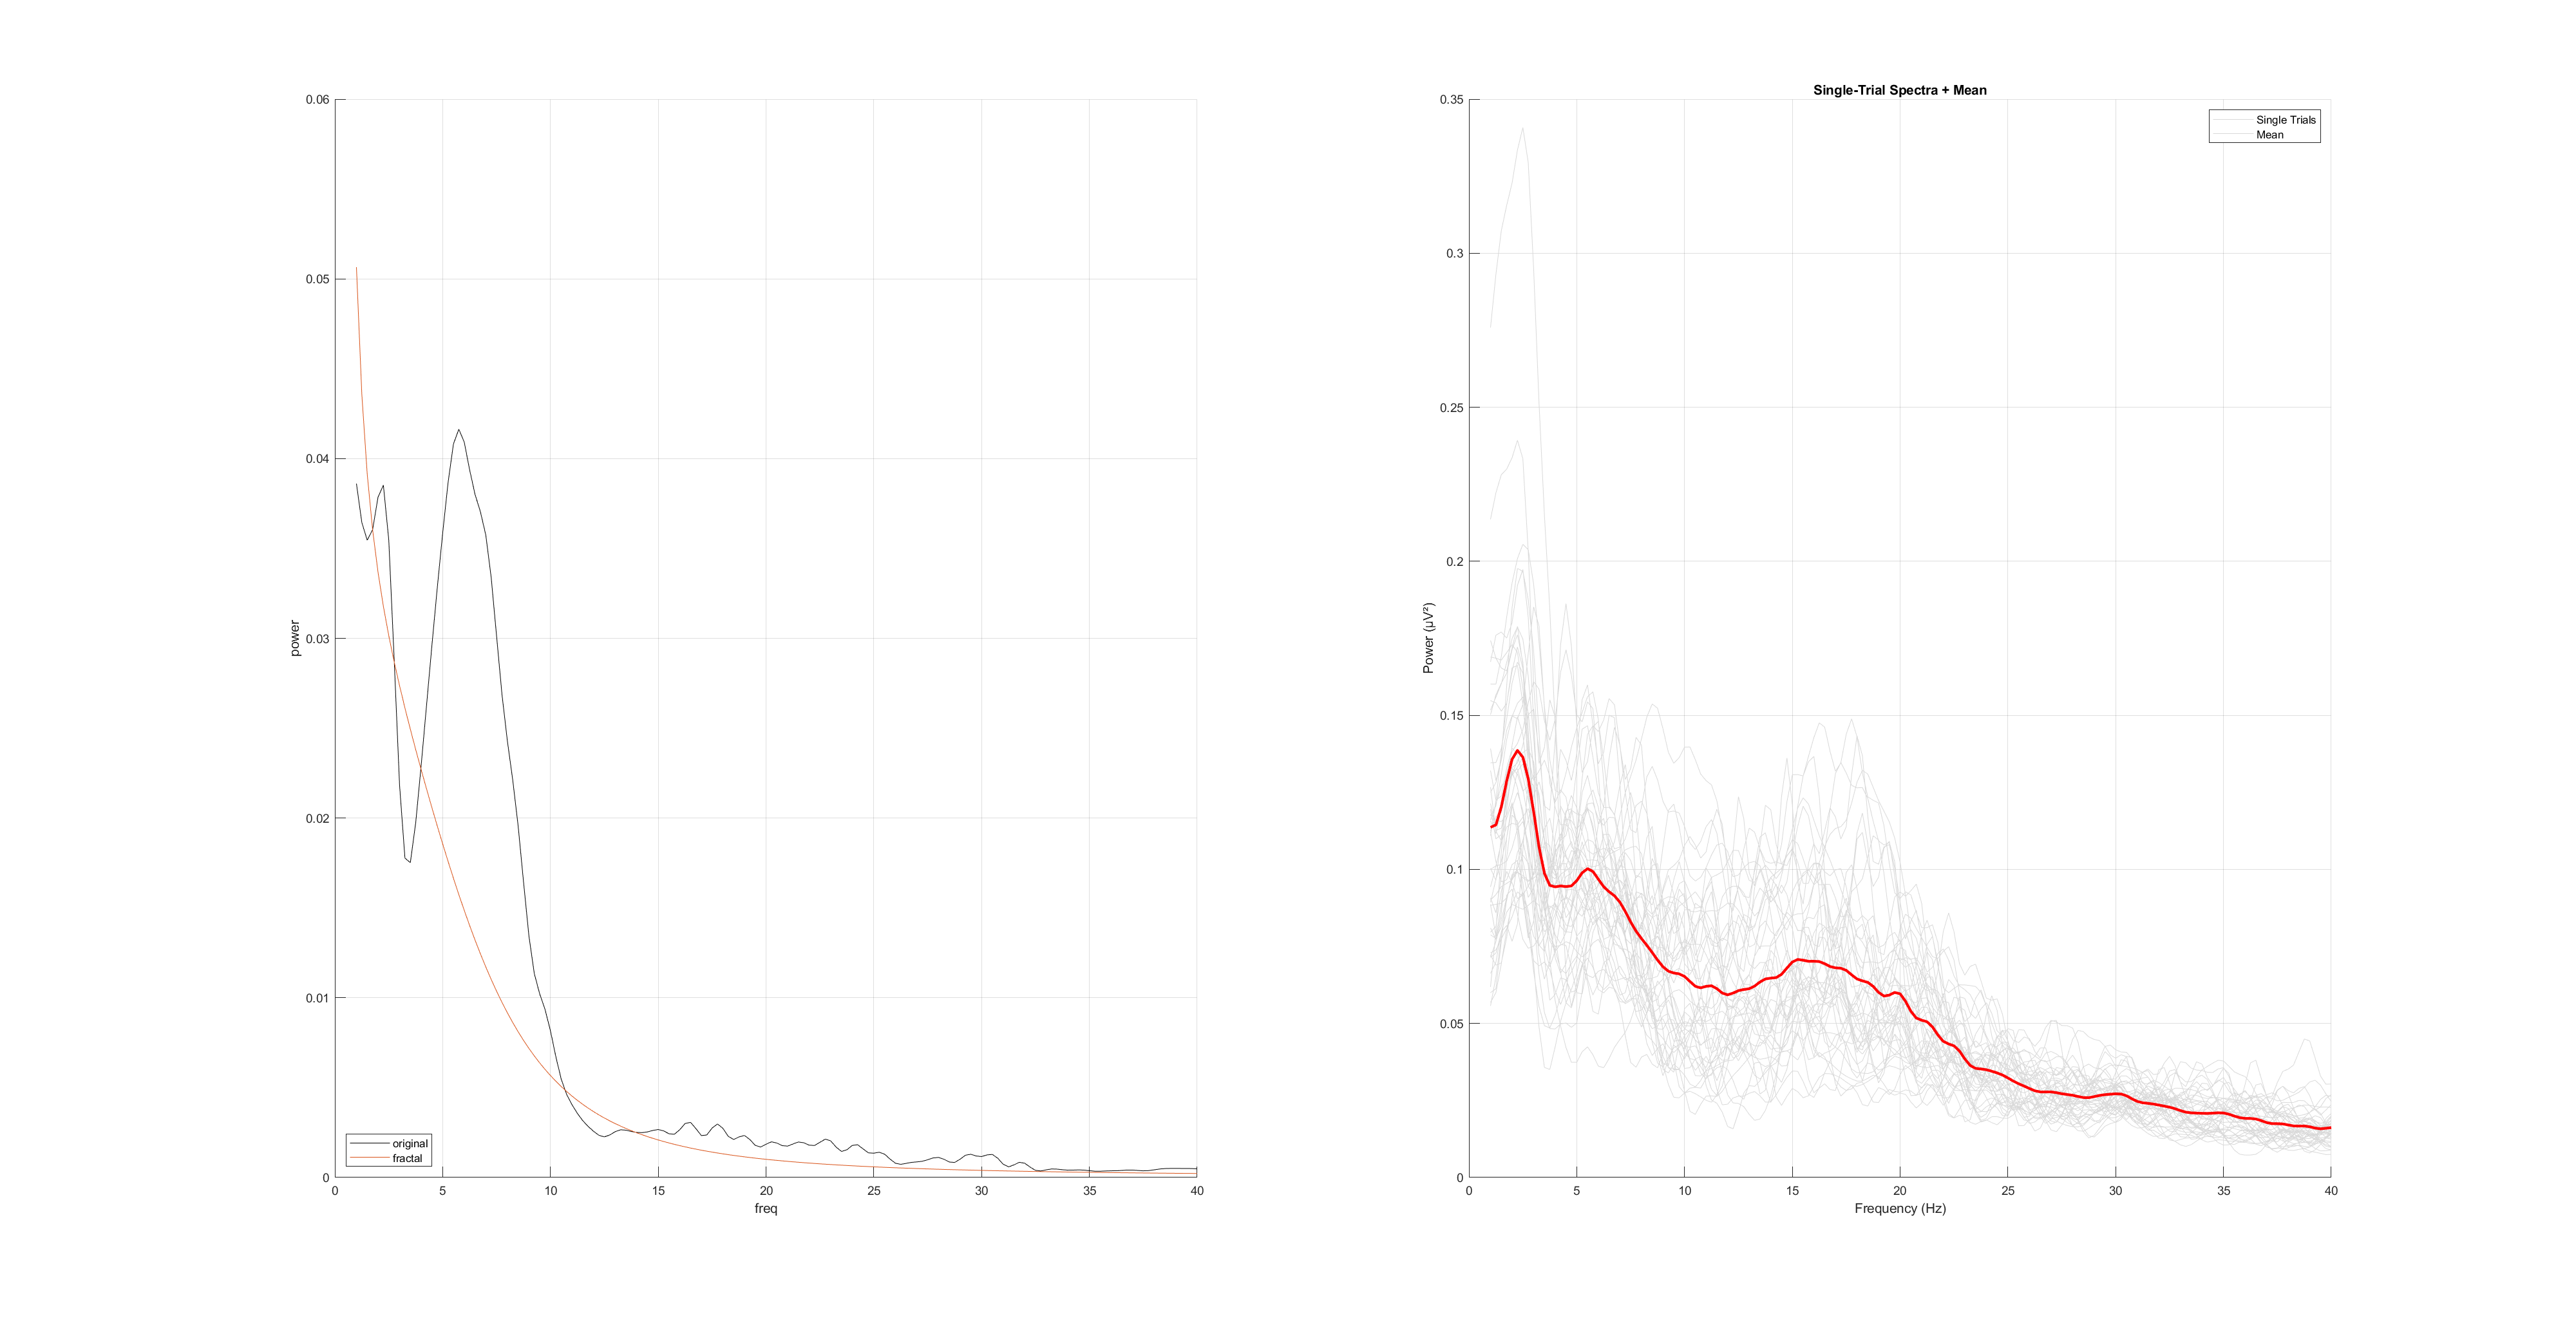 0.06
0.05
0.04
0.03
0.02
0.01
0
power
original
fractal
0 5 10 15 20 25 30 35 40
freq
Single-Trial Spectra + Mean
0.35
0.3
0.25
0.2
0.15
0.1
0.05
0
Power (µV²)
Single Trials
Mean
0 5 10 15 20 25 30 35 40
Frequency (Hz)